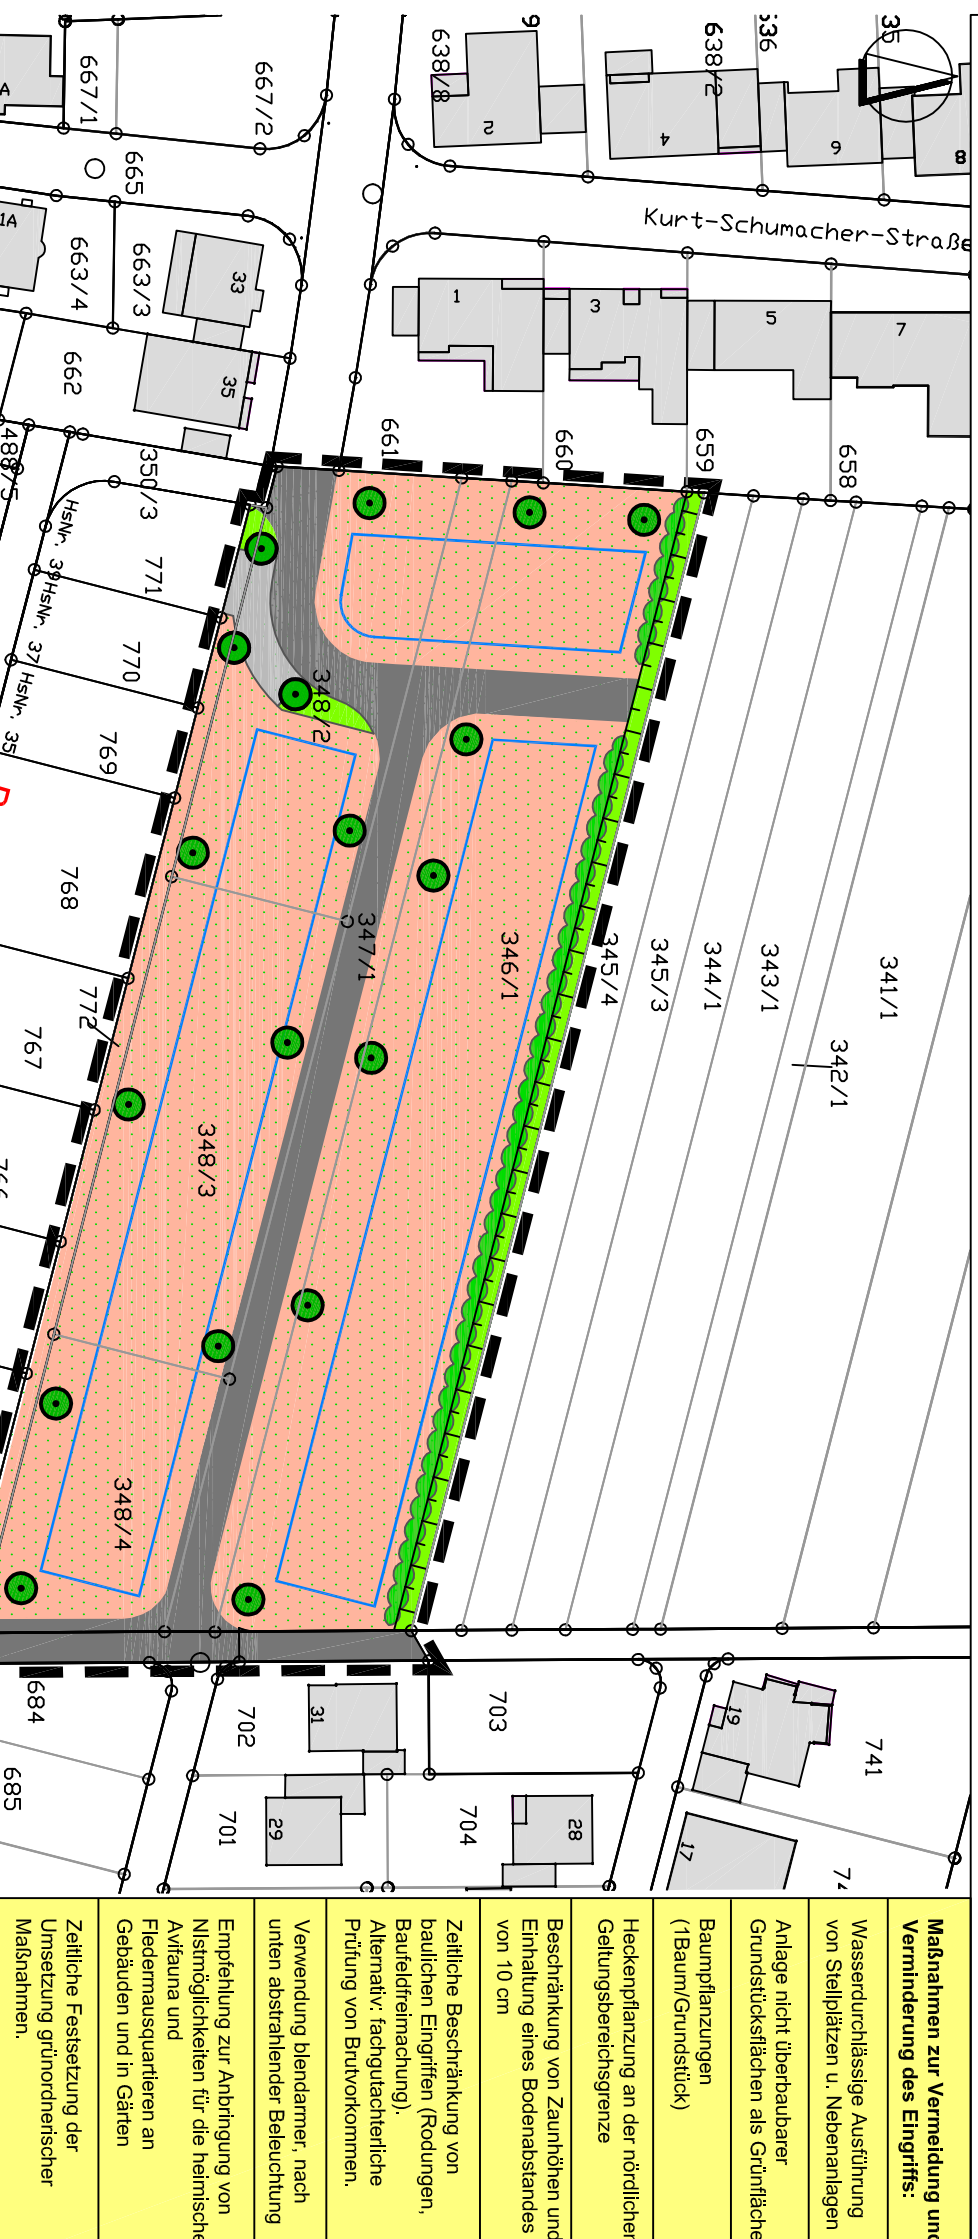 638/8
638/2
636
35
2
4
6
8
9
Kurt-Schumacher-Straße
667/1
667/2
665
663/4
663/3
662
33
35
1A
A
1
3
5
7
661
660
659
658
488/5
350/3
HsNr. 39
HsNr. 37
HsNr. 35
771
770
769
768
772
767
348/2
347/1
346/1
345/4
345/3
344/1
343/1
342/1
341/1
348/3
348/4
684
685
702
701
703
704
741
31
29
28
19
17
Maßnahmen zur Vermeidung und
Verminderung des Eingriffs:
Wasserdurchlässige Ausführung
von Stellplätzen u. Nebenanlagen
Anlage nicht überbaubarer
Grundstücksflächen als Grünfläche
Baumpflanzungen
(1Baum/Grundstück)
Heckenpflanzung an der nördlichen
Geltungsbereichsgrenze
Beschränkung von Zaunhöhen und
Einhaltung eines Bodenabstandes
von 10 cm
Zeitliche Beschränkung von
baulichen Eingriffen (Rodungen,
Baufeldfreimachung).
Alternativ: fachgutachterliche
Prüfung von Brutvorkommen.
Verwendung blendarmer, nach
unten abstrahlender Beleuchtung
Empfehlung zur Anbringung von
NIstmöglichkeiten für die heimische
Avifauna und
Fledermausquartieren an
Gebäuden und in Gärten
Zeitliche Festsetzung der
Umsetzung grünordnerischer
Maßnahmen.